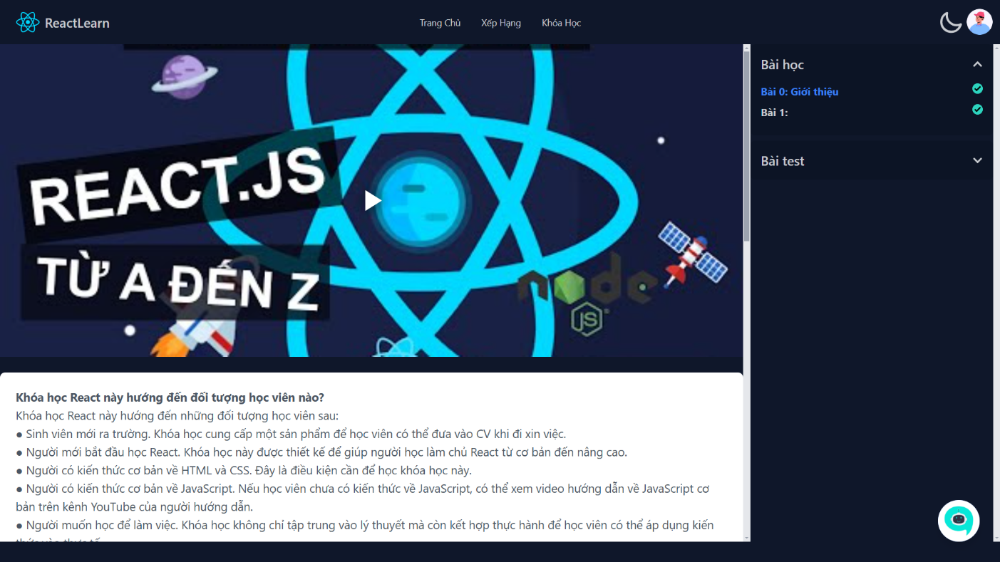 ReactLearn
Trang Chủ
Xếp Hạng
Khóa Học
REACT.JS
TỪ A ĐẾN Z
node
JS
Bài học
Bài 0: Giới thiệu
Bài 1:
Bài test
Khóa học React này hướng đến đối tượng học viên nào?
Khóa học React này hướng đến những đối tượng học viên sau:
● Sinh viên mới ra trường. Khóa học cung cấp một sản phẩm để học viên có thể đưa vào CV khi đi xin việc.
● Người mới bắt đầu học React. Khóa học này được thiết kế để giúp người học làm chủ React từ cơ bản đến nâng cao.
● Người có kiến thức cơ bản về HTML và CSS. Đây là điều kiện cần để học khóa học này.
● Người có kiến thức cơ bản về JavaScript. Nếu học viên chưa có kiến thức về JavaScript, có thể xem video hướng dẫn về JavaScript cơ
bản trên kênh YouTube của người hướng dẫn.
● Người muốn học để làm việc. Khóa học không chỉ tập trung vào lý thuyết mà còn kết hợp thực hành để học viên có thể áp dụng kiến